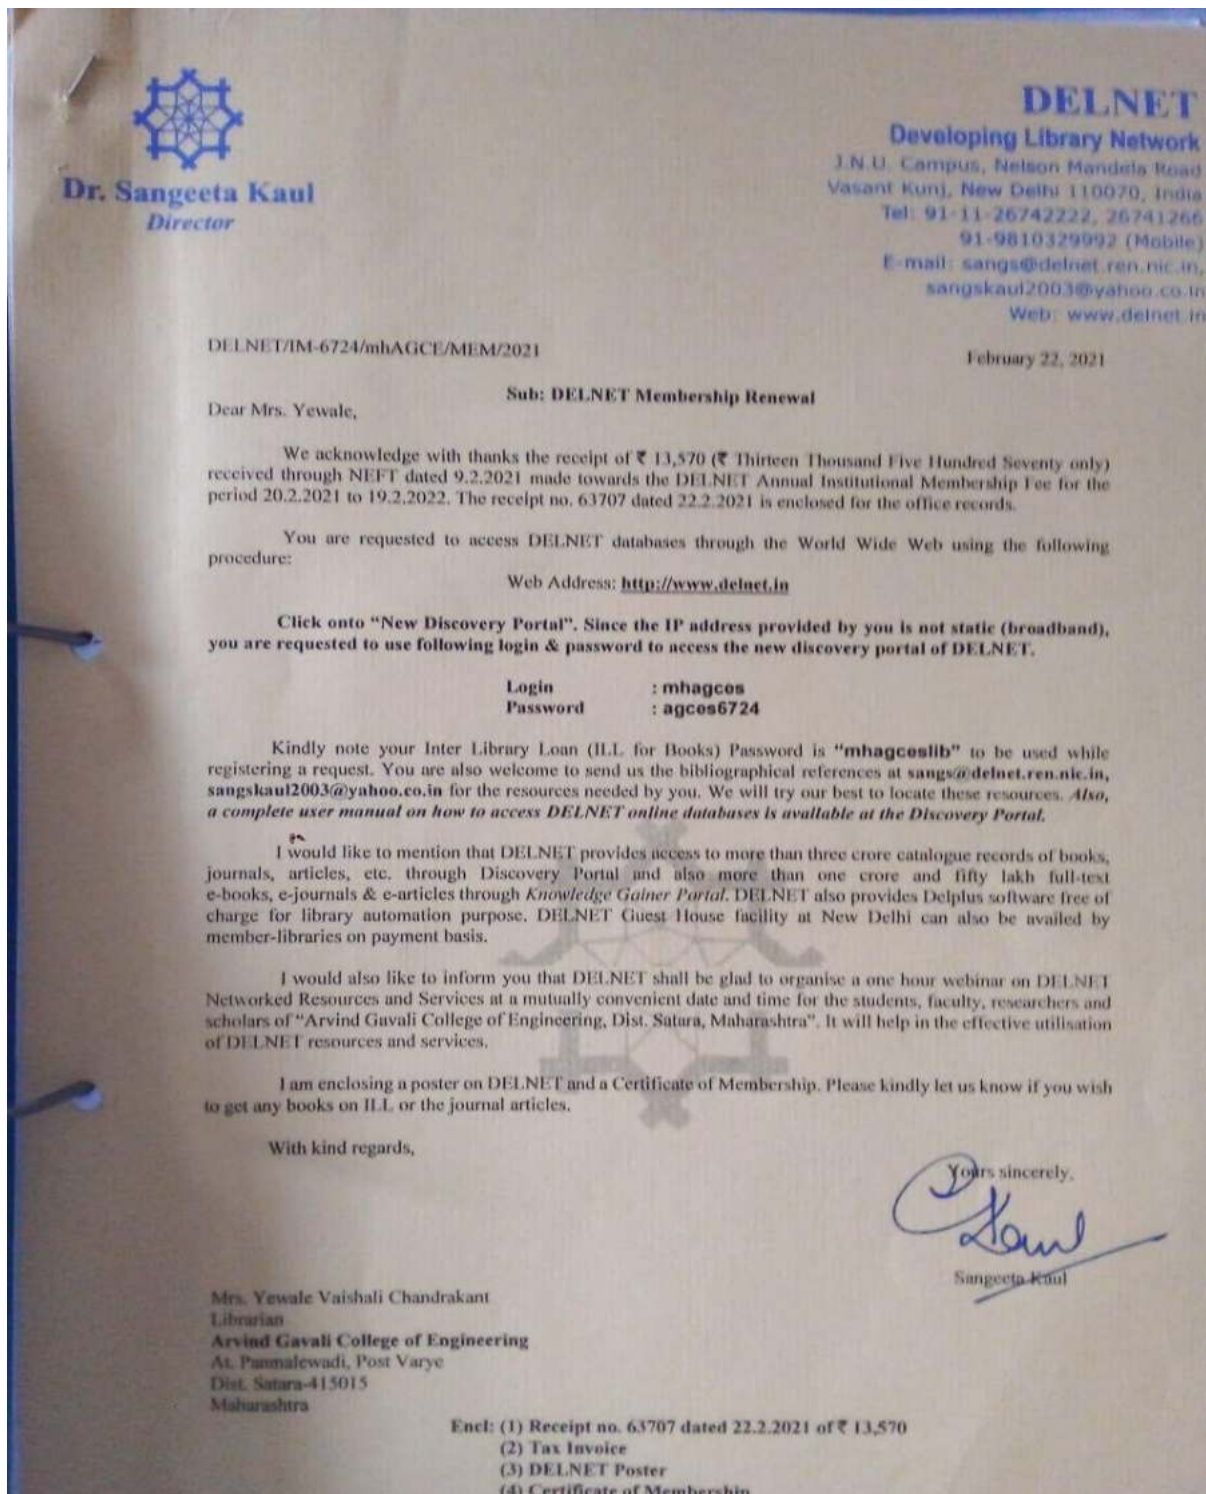 Dr. Sangeeta Kaul
Director
DELNET
Developing Library Network
J.N.U. Campus, Nelson Mandela Road
Vasant Kunj, New Delhi 110070, India
Tel: 91-11-26742222, 26741266
91-9810329992 (Mobile)
E-mail: sangs@delnet.ren.nic.in,
sangskaul2003@yahoo.co.in
Web: www.delnet.in
DELNET/IM-6724/mhAGCE/MEM/2021
February 22, 2021
Sub: DELNET Membership Renewal
Dear Mrs. Yewale,
We acknowledge with thanks the receipt of ₹ 13,570 (₹ Thirteen Thousand Five Hundred Seventy only)
received through NEFT dated 9.2.2021 made towards the DELNET Annual Institutional Membership Fee for the
period 20.2.2021 to 19.2.2022. The receipt no. 63707 dated 22.2.2021 is enclosed for the office records.
You are requested to access DELNET databases through the World Wide Web using the following
procedure:
Web Address: http://www.delnet.in
Click onto “New Discovery Portal”. Since the IP address provided by you is not static (broadband),
you are requested to use following login & password to access the new discovery portal of DELNET.
Login : mhagces
Password : agces6724
Kindly note your Inter Library Loan (ILL for Books) Password is “mhagceslib” to be used while
registering a request. You are also welcome to send us the bibliographical references at sangs@delnet.ren.nic.in,
sangskaul2003@yahoo.co.in for the resources needed by you. We will try our best to locate these resources. Also,
a complete user manual on how to access DELNET online databases is available at the Discovery Portal.
I would like to mention that DELNET provides access to more than three crore catalogue records of books,
journals, articles, etc. through Discovery Portal and also more than one crore and fifty lakh full-text
e-books, e-journals & e-articles through Knowledge Gainer Portal. DELNET also provides Delplus software free of
charge for library automation purpose. DELNET Guest House facility at New Delhi can also be availed by
member-libraries on payment basis.
I would also like to inform you that DELNET shall be glad to organise a one hour webinar on DELNET
Networked Resources and Services at a mutually convenient date and time for the students, faculty, researchers and
scholars of “Arvind Gavali College of Engineering, Dist. Satara, Maharashtra”. It will help in the effective utilisation
of DELNET resources and services.
I am enclosing a poster on DELNET and a Certificate of Membership. Please kindly let us know if you wish
to get any books on ILL or the journal articles.
With kind regards,
Yours sincerely,
Kaul
Sangeeta Kaul
Mrs. Yewale Vaishali Chandrakant
Librarian
Arvind Gavali College of Engineering
At. Panmalewadi, Post Varye
Dist. Satara-415015
Maharashtra
Encl: (1) Receipt no. 63707 dated 22.2.2021 of ₹ 13,570
(2) Tax Invoice
(3) DELNET Poster
(4) Certificate of Membership